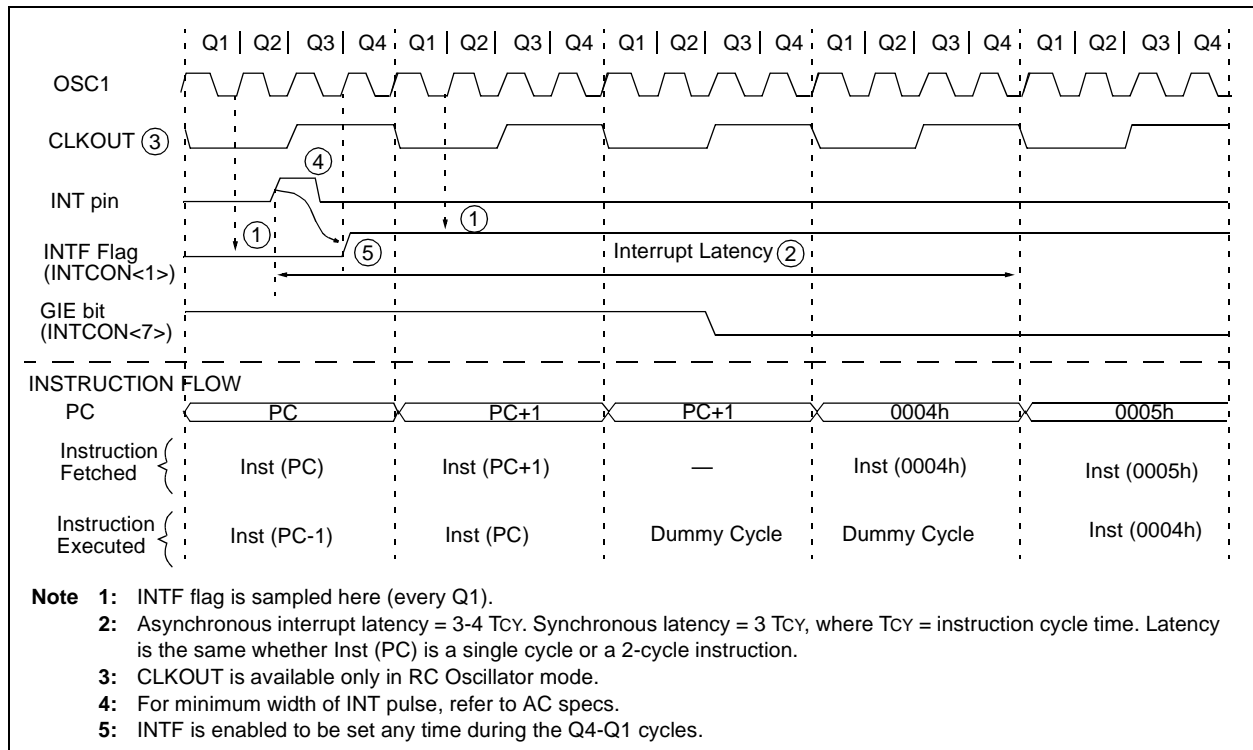 Q1 | Q2 | Q3 | Q4 Q1 | Q2 | Q3 | Q4 Q1 | Q2 | Q3 | Q4 Q1 | Q2 | Q3 | Q4 Q1 | Q2 | Q3 | Q4
OSC1
CLKOUT ③
④
INT pin
① ①
INTF Flag
(INTCON<1>)
⑤
Interrupt Latency ②
GIE bit
(INTCON<7>)
INSTRUCTION FLOW
PC PC PC+1 PC+1 0004h 0005h
Instruction
Fetched
Inst (PC) Inst (PC+1) — Inst (0004h) Inst (0005h)
Instruction
Executed
Inst (PC-1) Inst (PC) Dummy Cycle Dummy Cycle Inst (0004h)
Note 1: INTF flag is sampled here (every Q1).
2: Asynchronous interrupt latency = 3-4 TCY. Synchronous latency = 3 TCY, where TCY = instruction cycle time. Latency
is the same whether Inst (PC) is a single cycle or a 2-cycle instruction.
3: CLKOUT is available only in RC Oscillator mode.
4: For minimum width of INT pulse, refer to AC specs.
5: INTF is enabled to be set any time during the Q4-Q1 cycles.